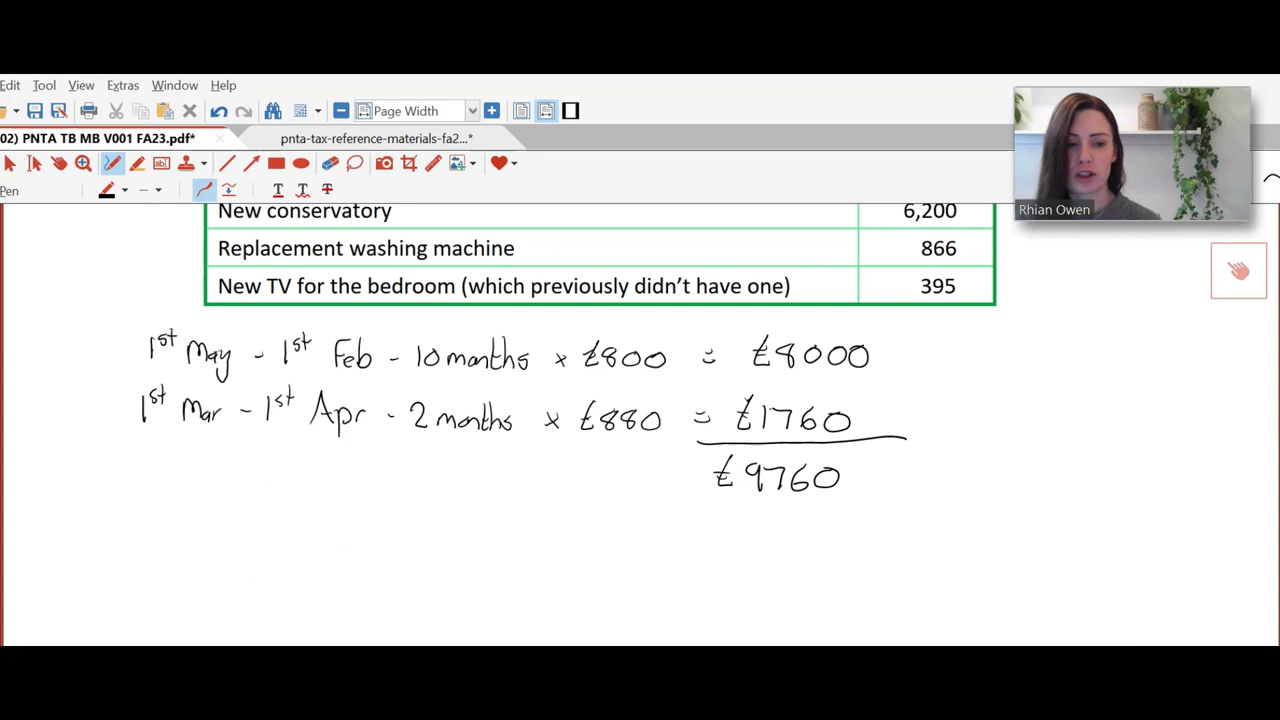 Edit Tool View Extras Window Help
Page Width
02) PNTA TB MB V001 FA23.pdf*
pnta-tax-reference-materials-fa2...*
Pen
T T T
Rhian Owen
New conservatory 6,200
Replacement washing machine 866
New TV for the bedroom (which previously didn't have one) 395
1st May - 1st Feb - 10 months × £800 = £8000
1st Mar - 1st Apr - 2 months × £880 = £1760
£9760